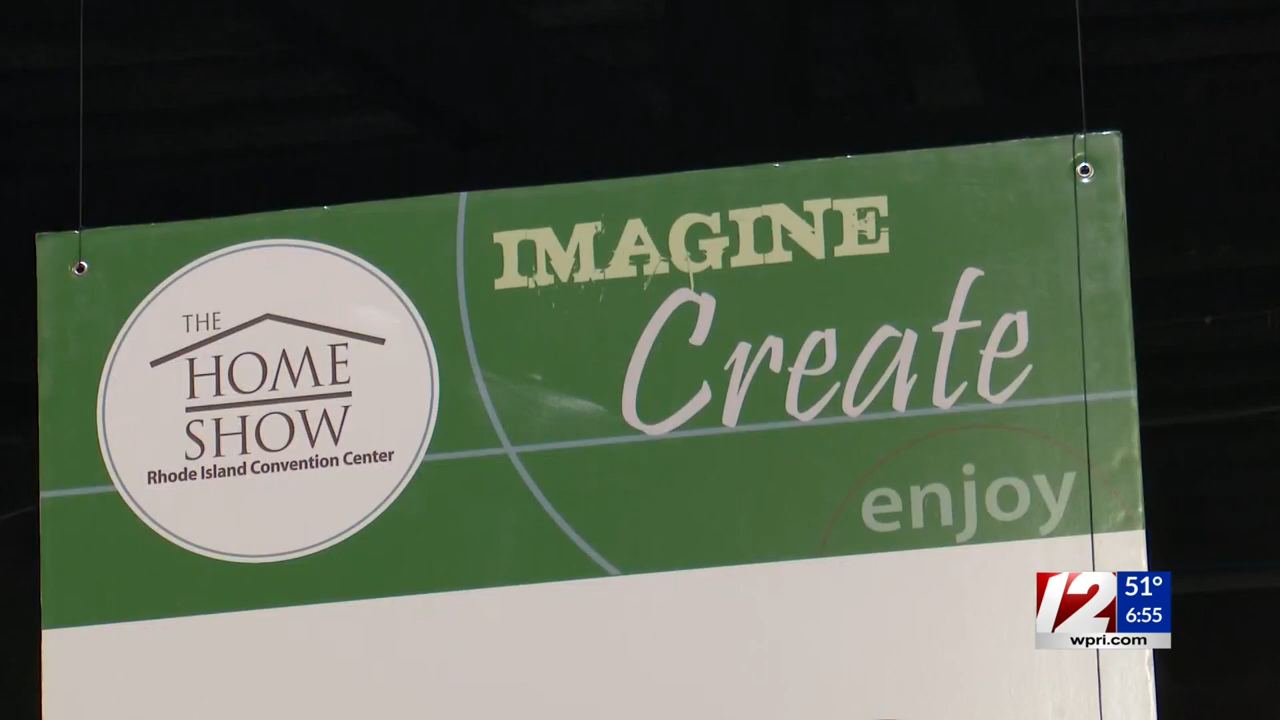 THE
HOME
SHOW
Rhode Island Convention Center
IMAGINE
Create
enjoy
12
51°
6:55
wpri.com